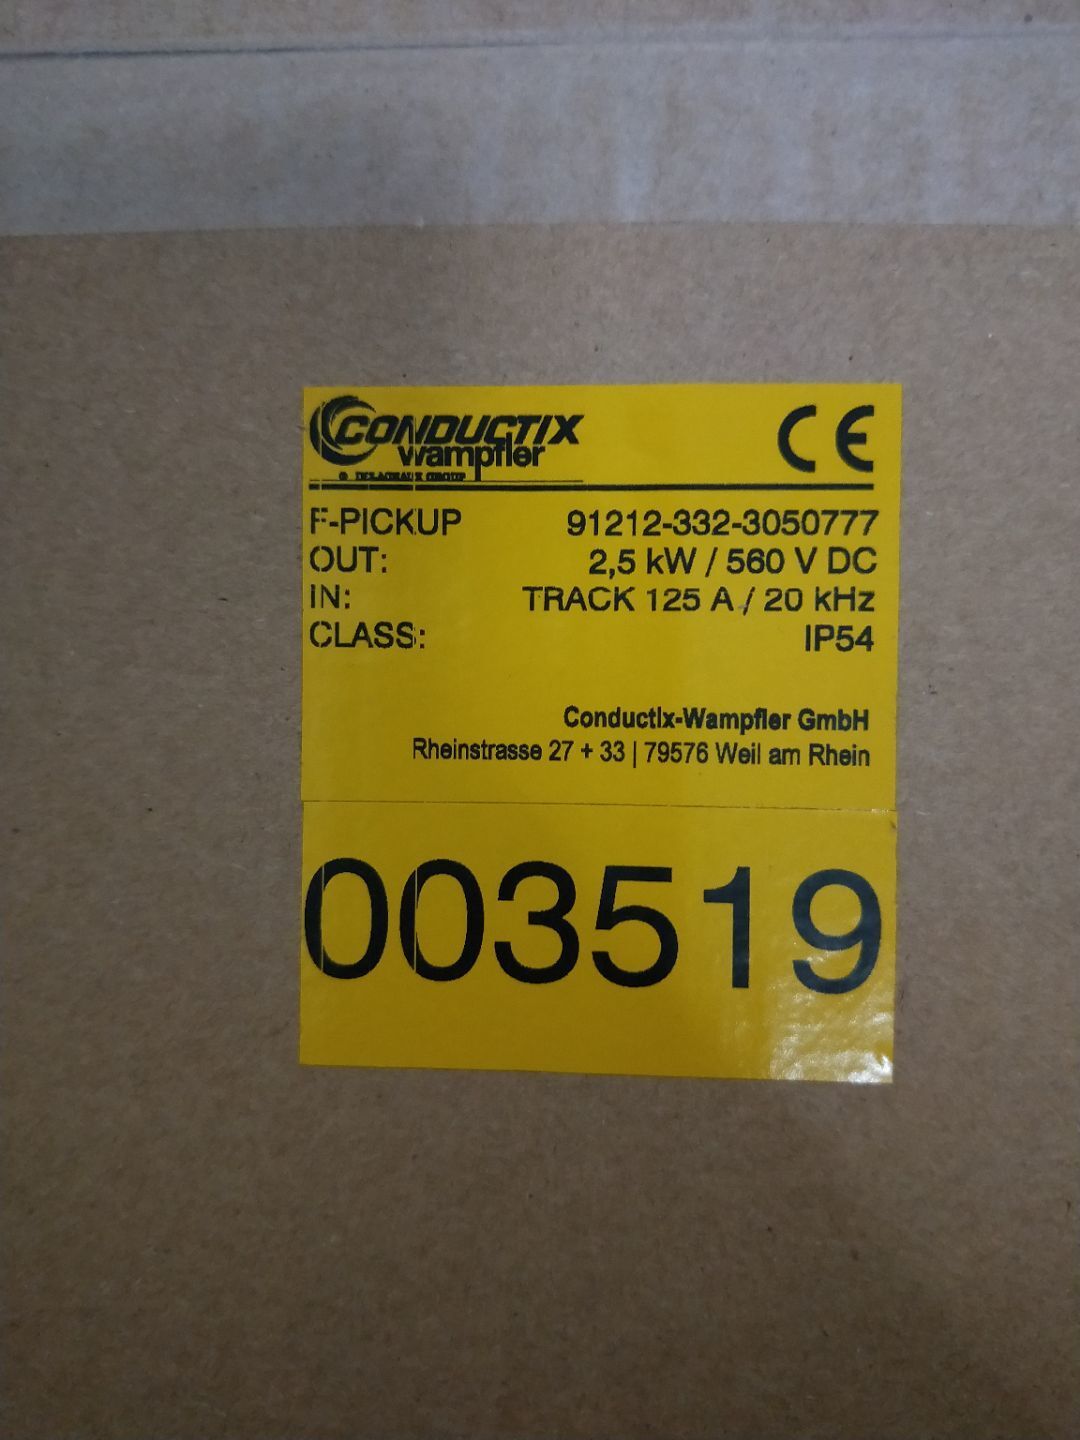 CONDUCTIX
wampfler
CE
F-PICKUP 91212-332-3050777
OUT: 2,5 kW / 560 V DC
IN: TRACK 125 A / 20 kHz
CLASS: IP54
Conductix-Wampfler GmbH
Rheinstrasse 27 + 33 | 79576 Weil am Rhein
003519